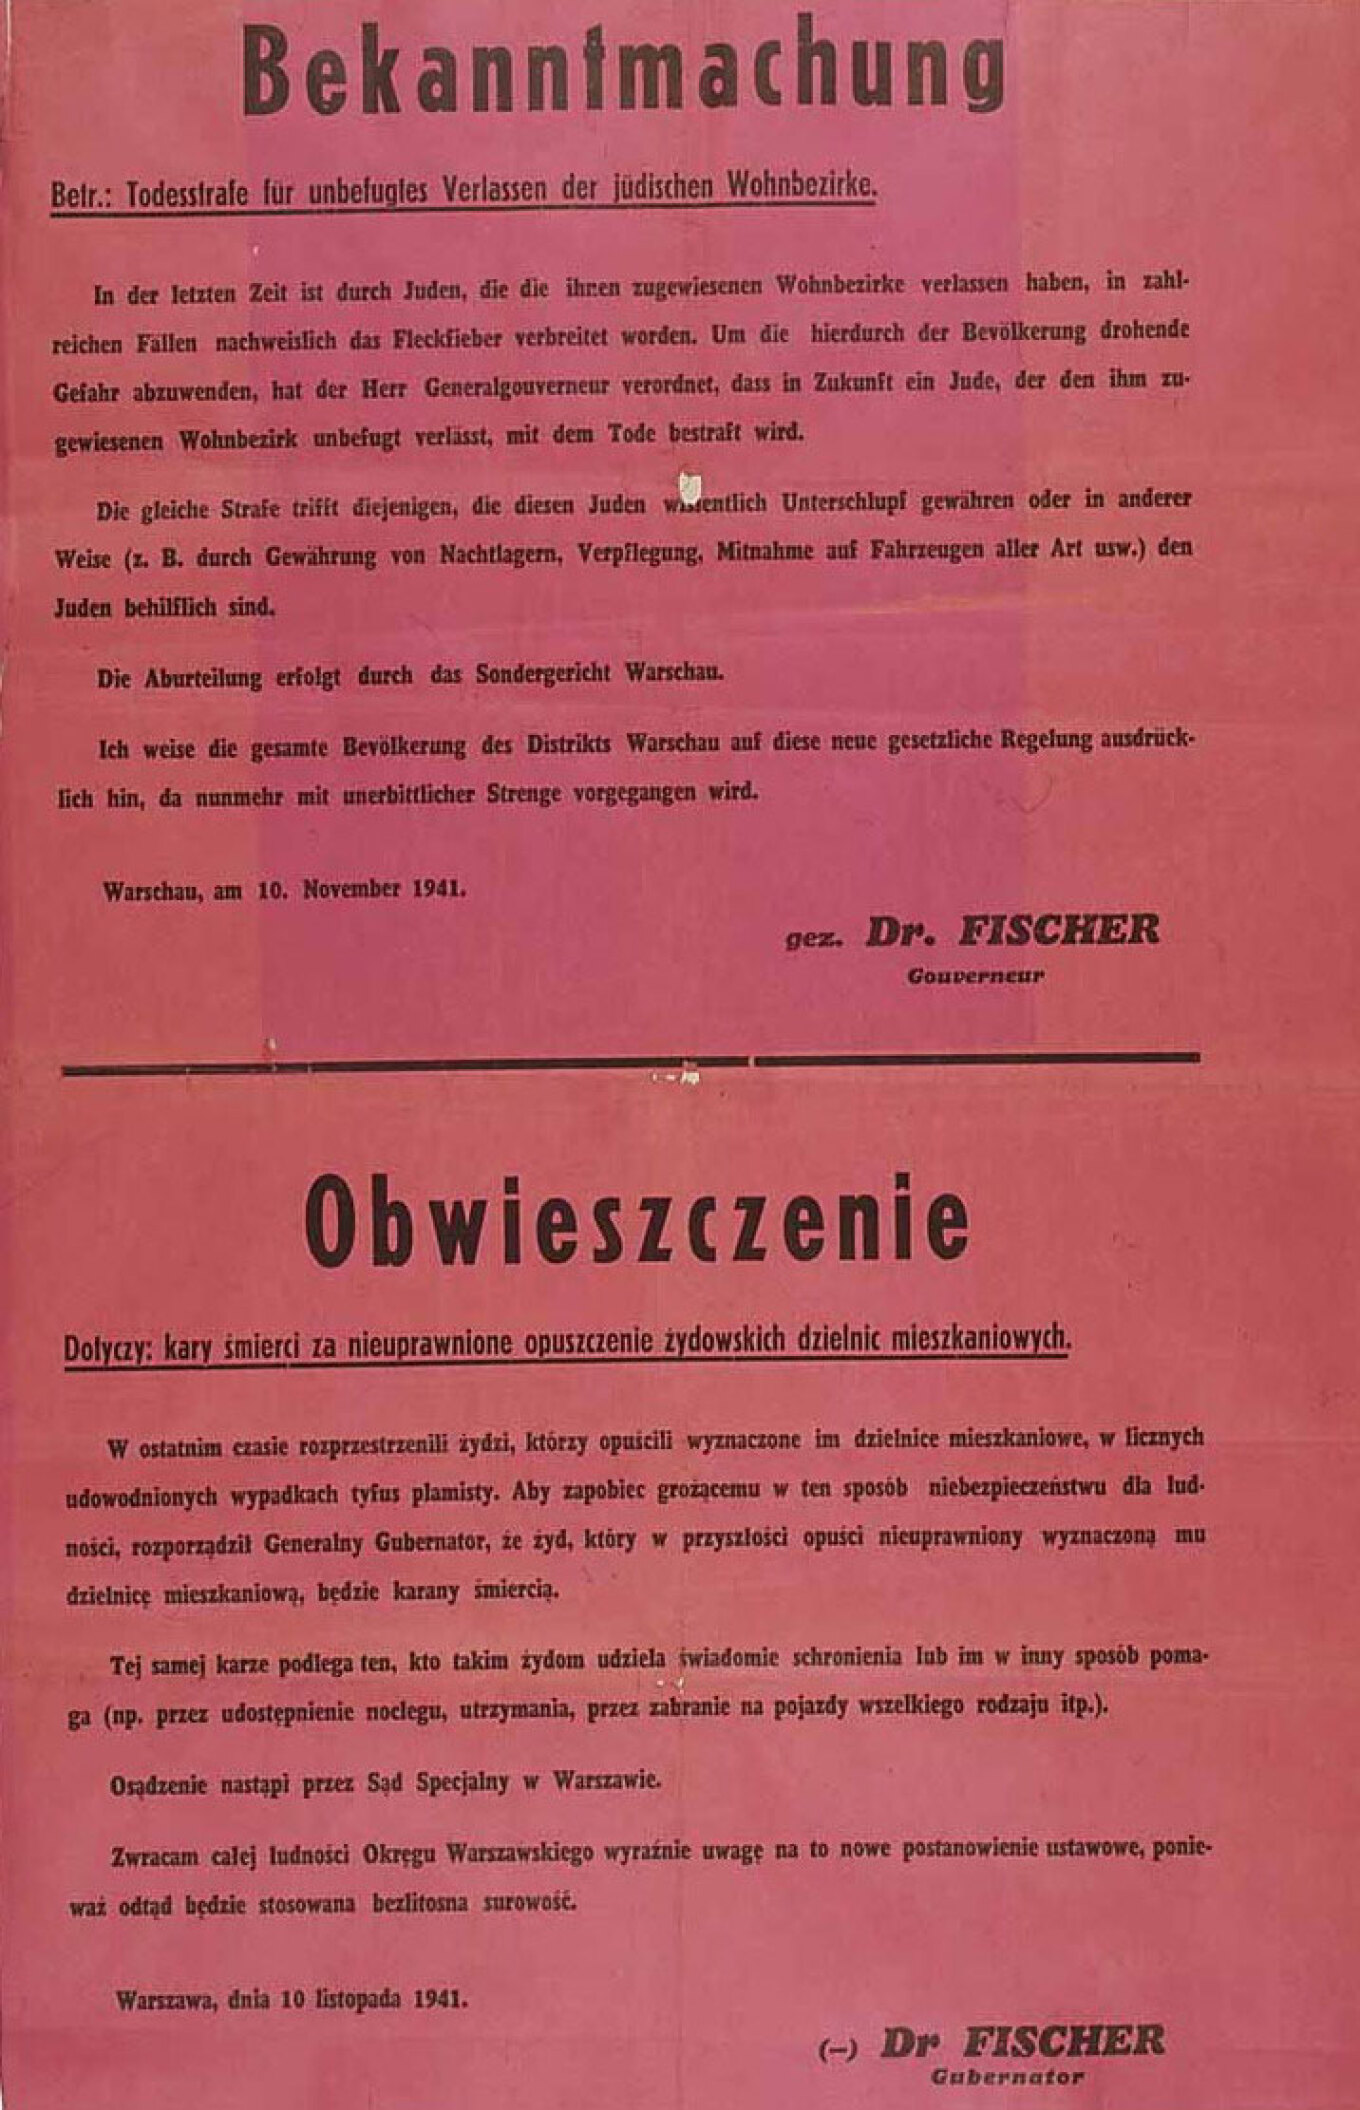 Bekanntmachung
Betr.: Todesstrafe für unbefugtes Verlassen der jüdischen Wohnbezirke.
In der letzten Zeit ist durch Juden, die die ihnen zugewiesenen Wohnbezirke verlassen haben, in zahl-
reichen Fällen nachweislich das Fleckfieber verbreitet worden. Um die hierdurch der Bevölkerung drohende
Gefahr abzuwenden, hat der Herr Generalgouverneur verordnet, dass in Zukunft ein Jude, der den ihm zu-
gewiesenen Wohnbezirk unbefugt verlässt, mit dem Tode bestraft wird.
Die gleiche Strafe trifft diejenigen, die diesen Juden wissentlich Unterschlupf gewähren oder in anderer
Weise (z. B. durch Gewährung von Nachtlagern, Verpflegung, Mitnahme auf Fahrzeugen aller Art usw.) den
Juden behilflich sind.
Die Aburteilung erfolgt durch das Sondergericht Warschau.
Ich weise die gesamte Bevölkerung des Distrikts Warschau auf diese neue gesetzliche Regelung ausdrück-
lich hin, da nunmehr mit unerbittlicher Strenge vorgegangen wird.
Warschau, am 10. November 1941.
gez. Dr. FISCHER
Gouverneur
Obwieszczenie
Dotyczy: kary śmierci za nieuprawnione opuszczenie żydowskich dzielnic mieszkaniowych.
W ostatnim czasie rozprzestrzenili żydzi, którzy opuścili wyznaczone im dzielnice mieszkaniowe, w licznych
udowodnionych wypadkach tyfus plamisty. Aby zapobiec grożącemu w ten sposób niebezpieczeństwu dla lud-
ności, rozporządził Generalny Gubernator, że żyd, który w przyszłości opuści nieuprawniony wyznaczoną mu
dzielnicę mieszkaniową, będzie karany śmiercią.
Tej samej karze podlega ten, kto takim żydom udziela świadomie schronienia lub im w inny sposób poma-
ga (np. przez udostępnienie noclegu, utrzymania, przez zabranie na pojazdy wszelkiego rodzaju itp.).
Osądzenie nastąpi przez Sąd Specjalny w Warszawie.
Zwracam całej ludności Okręgu Warszawskiego wyraźnie uwagę na to nowe postanowienie ustawowe, ponie-
waż odtąd będzie stosowana bezlitosna surowość.
Warszawa, dnia 10 listopada 1941.
(—) Dr FISCHER
Gubernator